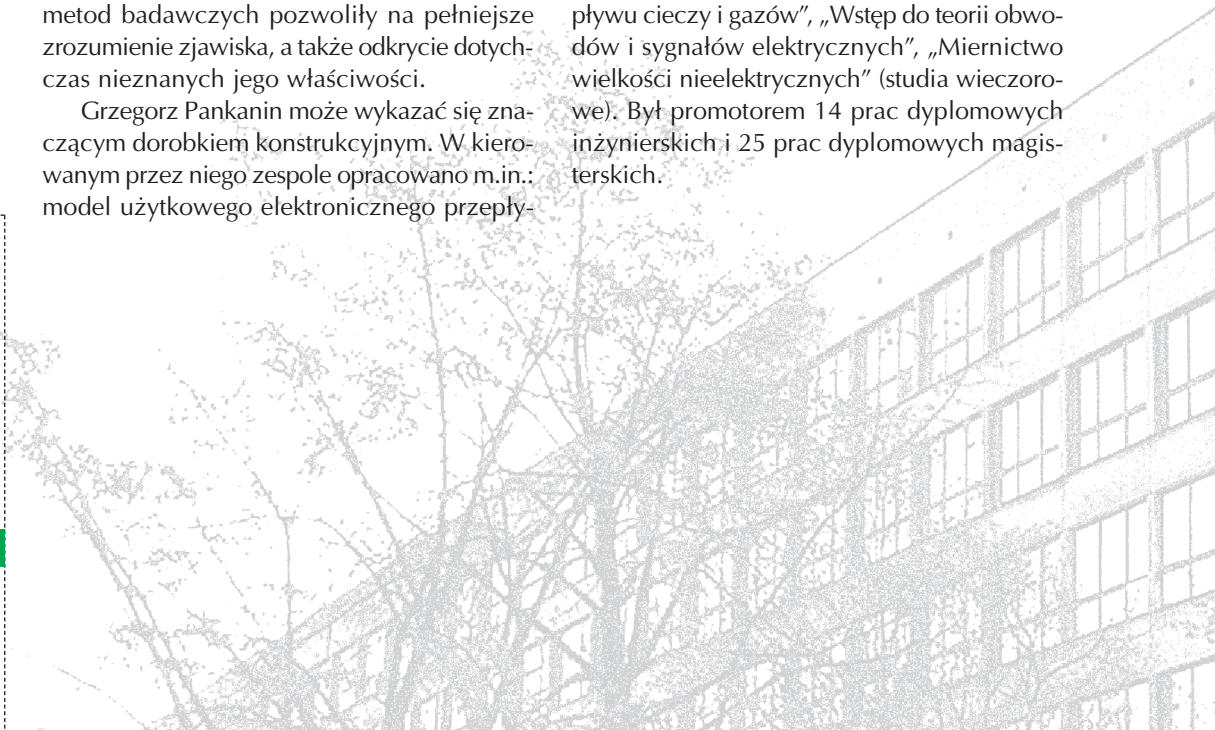 metod badawczych pozwoliły na pełniejsze
zrozumienie zjawiska, a także odkrycie dotych-
czas nieznanych jego właściwości.
Grzegorz Pankanin może wykazać się zna-
czącym dorobkiem konstrukcyjnym. W kiero-
wanym przez niego zespole opracowano m.in.:
model użytkowego elektronicznego przepły-
pływu cieczy i gazów”, „Wstęp do teorii obwo-
dów i sygnałów elektrycznych”, „Miernictwo
wielkości nieelektrycznych” (studia wieczoro-
we). Był promotorem 14 prac dyplomowych
inżynierskich i 25 prac dyplomowych magis-
terskich.